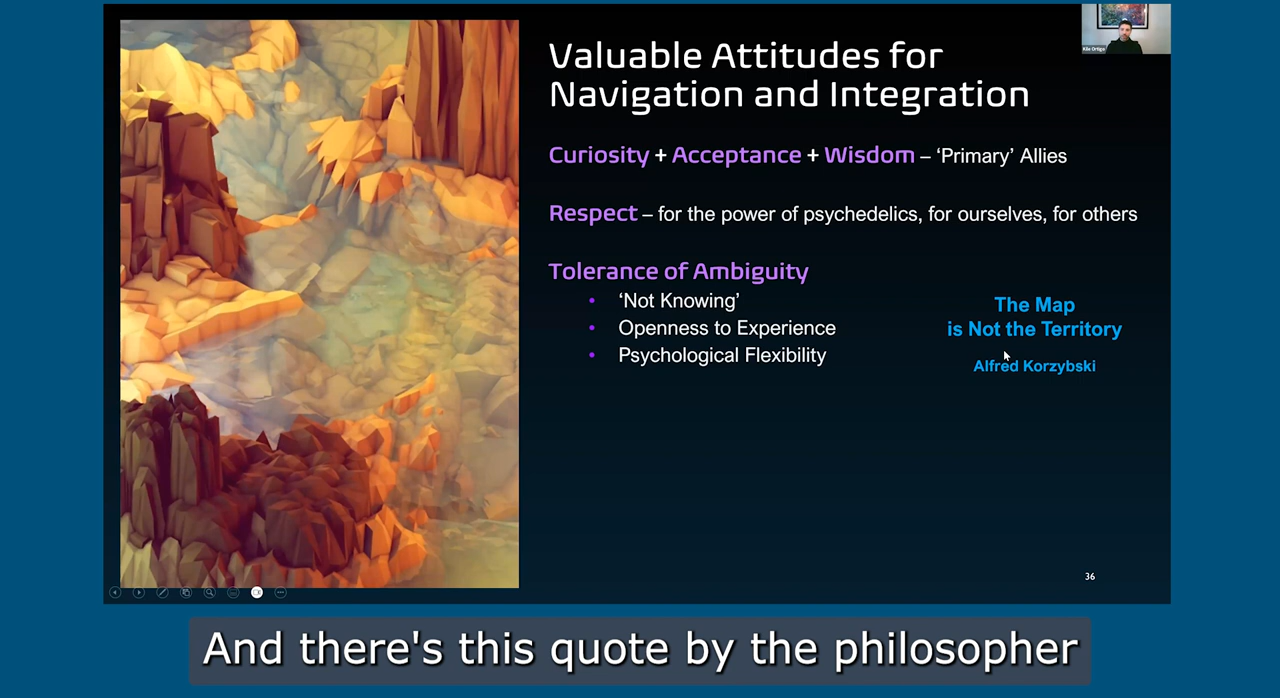 Valuable Attitudes for
Navigation and Integration
Kile Ortigo
Curiosity + Acceptance + Wisdom – ‘Primary’ Allies
Respect – for the power of psychedelics, for ourselves, for others
Tolerance of Ambiguity
• ‘Not Knowing’
• Openness to Experience
• Psychological Flexibility
The Map
is Not the Territory
Alfred Korzybski
36
And there's this quote by the philosopher